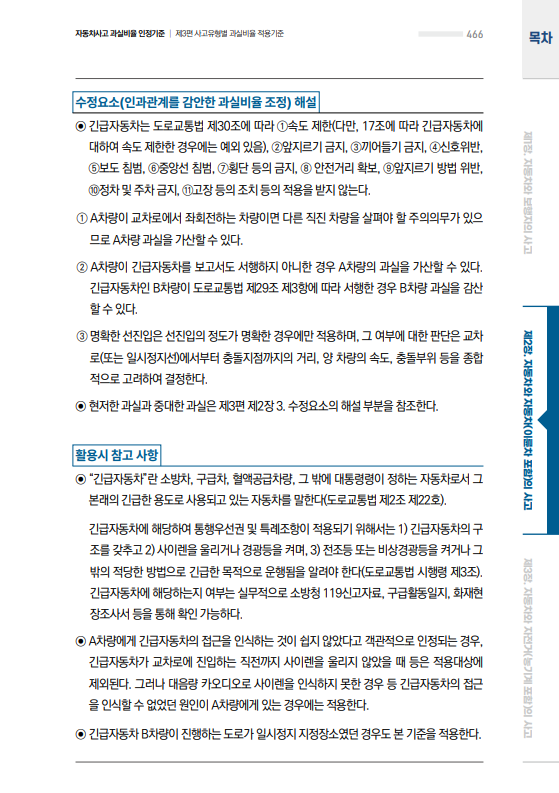 자동차사고 과실비율 인정기준 | 제3편 사고유형별 과실비율 적용기준
466
목차
수정요소(인과관계를 감안한 과실비율 조정) 해설
◉ 긴급자동차는 도로교통법 제30조에 따라 ①속도 제한(다만, 17조에 따라 긴급자동차에
대하여 속도 제한한 경우에는 예외 있음), ②앞지르기 금지, ③끼어들기 금지, ④신호위반,
⑤보도 침범, ⑥중앙선 침범, ⑦횡단 등의 금지, ⑧ 안전거리 확보, ⑨앞지르기 방법 위반,
⑩정차 및 주차 금지, ⑪고장 등의 조치 등의 적용을 받지 않는다.
① A차량이 교차로에서 좌회전하는 차량이면 다른 직진 차량을 살펴야 할 주의의무가 있으
므로 A차량 과실을 가산할 수 있다.
② A차량이 긴급자동차를 보고서도 서행하지 아니한 경우 A차량의 과실을 가산할 수 있다.
긴급자동차인 B차량이 도로교통법 제29조 제3항에 따라 서행한 경우 B차량 과실을 감산
할 수 있다.
③ 명확한 선진입은 선진입의 정도가 명확한 경우에만 적용하며, 그 여부에 대한 판단은 교차
로(또는 일시정지선)에서부터 충돌지점까지의 거리, 양 차량의 속도, 충돌부위 등을 종합
적으로 고려하여 결정한다.
◉ 현저한 과실과 중대한 과실은 제3편 제2장 3. 수정요소의 해설 부분을 참조한다.
활용시 참고 사항
◉ “긴급자동차”란 소방차, 구급차, 혈액공급차량, 그 밖에 대통령령이 정하는 자동차로서 그
본래의 긴급한 용도로 사용되고 있는 자동차를 말한다(도로교통법 제2조 제22호).
긴급자동차에 해당하여 통행우선권 및 특례조항이 적용되기 위해서는 1) 긴급자동차의 구
조를 갖추고 2) 사이렌을 울리거나 경광등을 켜며, 3) 전조등 또는 비상경광등을 켜거나 그
밖의 적당한 방법으로 긴급한 목적으로 운행됨을 알려야 한다(도로교통법 시행령 제3조).
긴급자동차에 해당하는지 여부는 실무적으로 소방청 119신고자료, 구급활동일지, 화재현
장조사서 등을 통해 확인 가능하다.
◉ A차량에게 긴급자동차의 접근을 인식하는 것이 쉽지 않았다고 객관적으로 인정되는 경우,
긴급자동차가 교차로에 진입하는 직전까지 사이렌을 울리지 않았을 때 등은 적용대상에
제외된다. 그러나 대음량 카오디오로 사이렌을 인식하지 못한 경우 등 긴급자동차의 접근
을 인식할 수 없었던 원인이 A차량에게 있는 경우에는 적용한다.
◉ 긴급자동차 B차량이 진행하는 도로가 일시정지 지정장소였던 경우도 본 기준을 적용한다.
제1장. 자동차와 보행자의 사고
제2장. 자동차와 자동차(이륜차 포함)의 사고
제3장. 자동차와 자전거(농기계 포함)의 사고